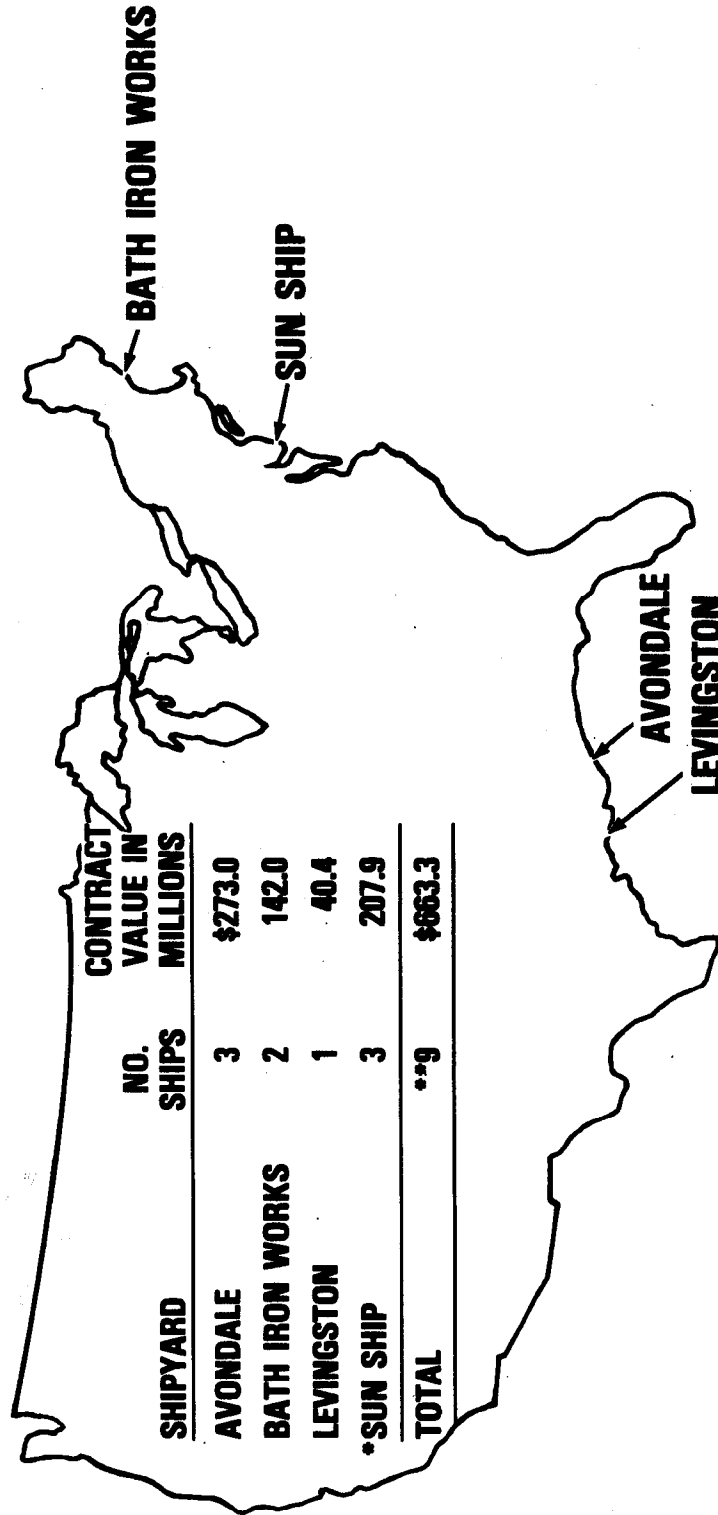 BATH IRON WORKS
SUN SHIP
CONTRACT
NO. VALUE IN
SHIPYARD SHIPS MILLIONS
AVONDALE 3 $273.0
BATH IRON WORKS 2 142.0
LEVINGSTON 1 40.4
*SUN SHIP 3 207.9
TOTAL **9 $663.3
AVONDALE
LEVINGSTON